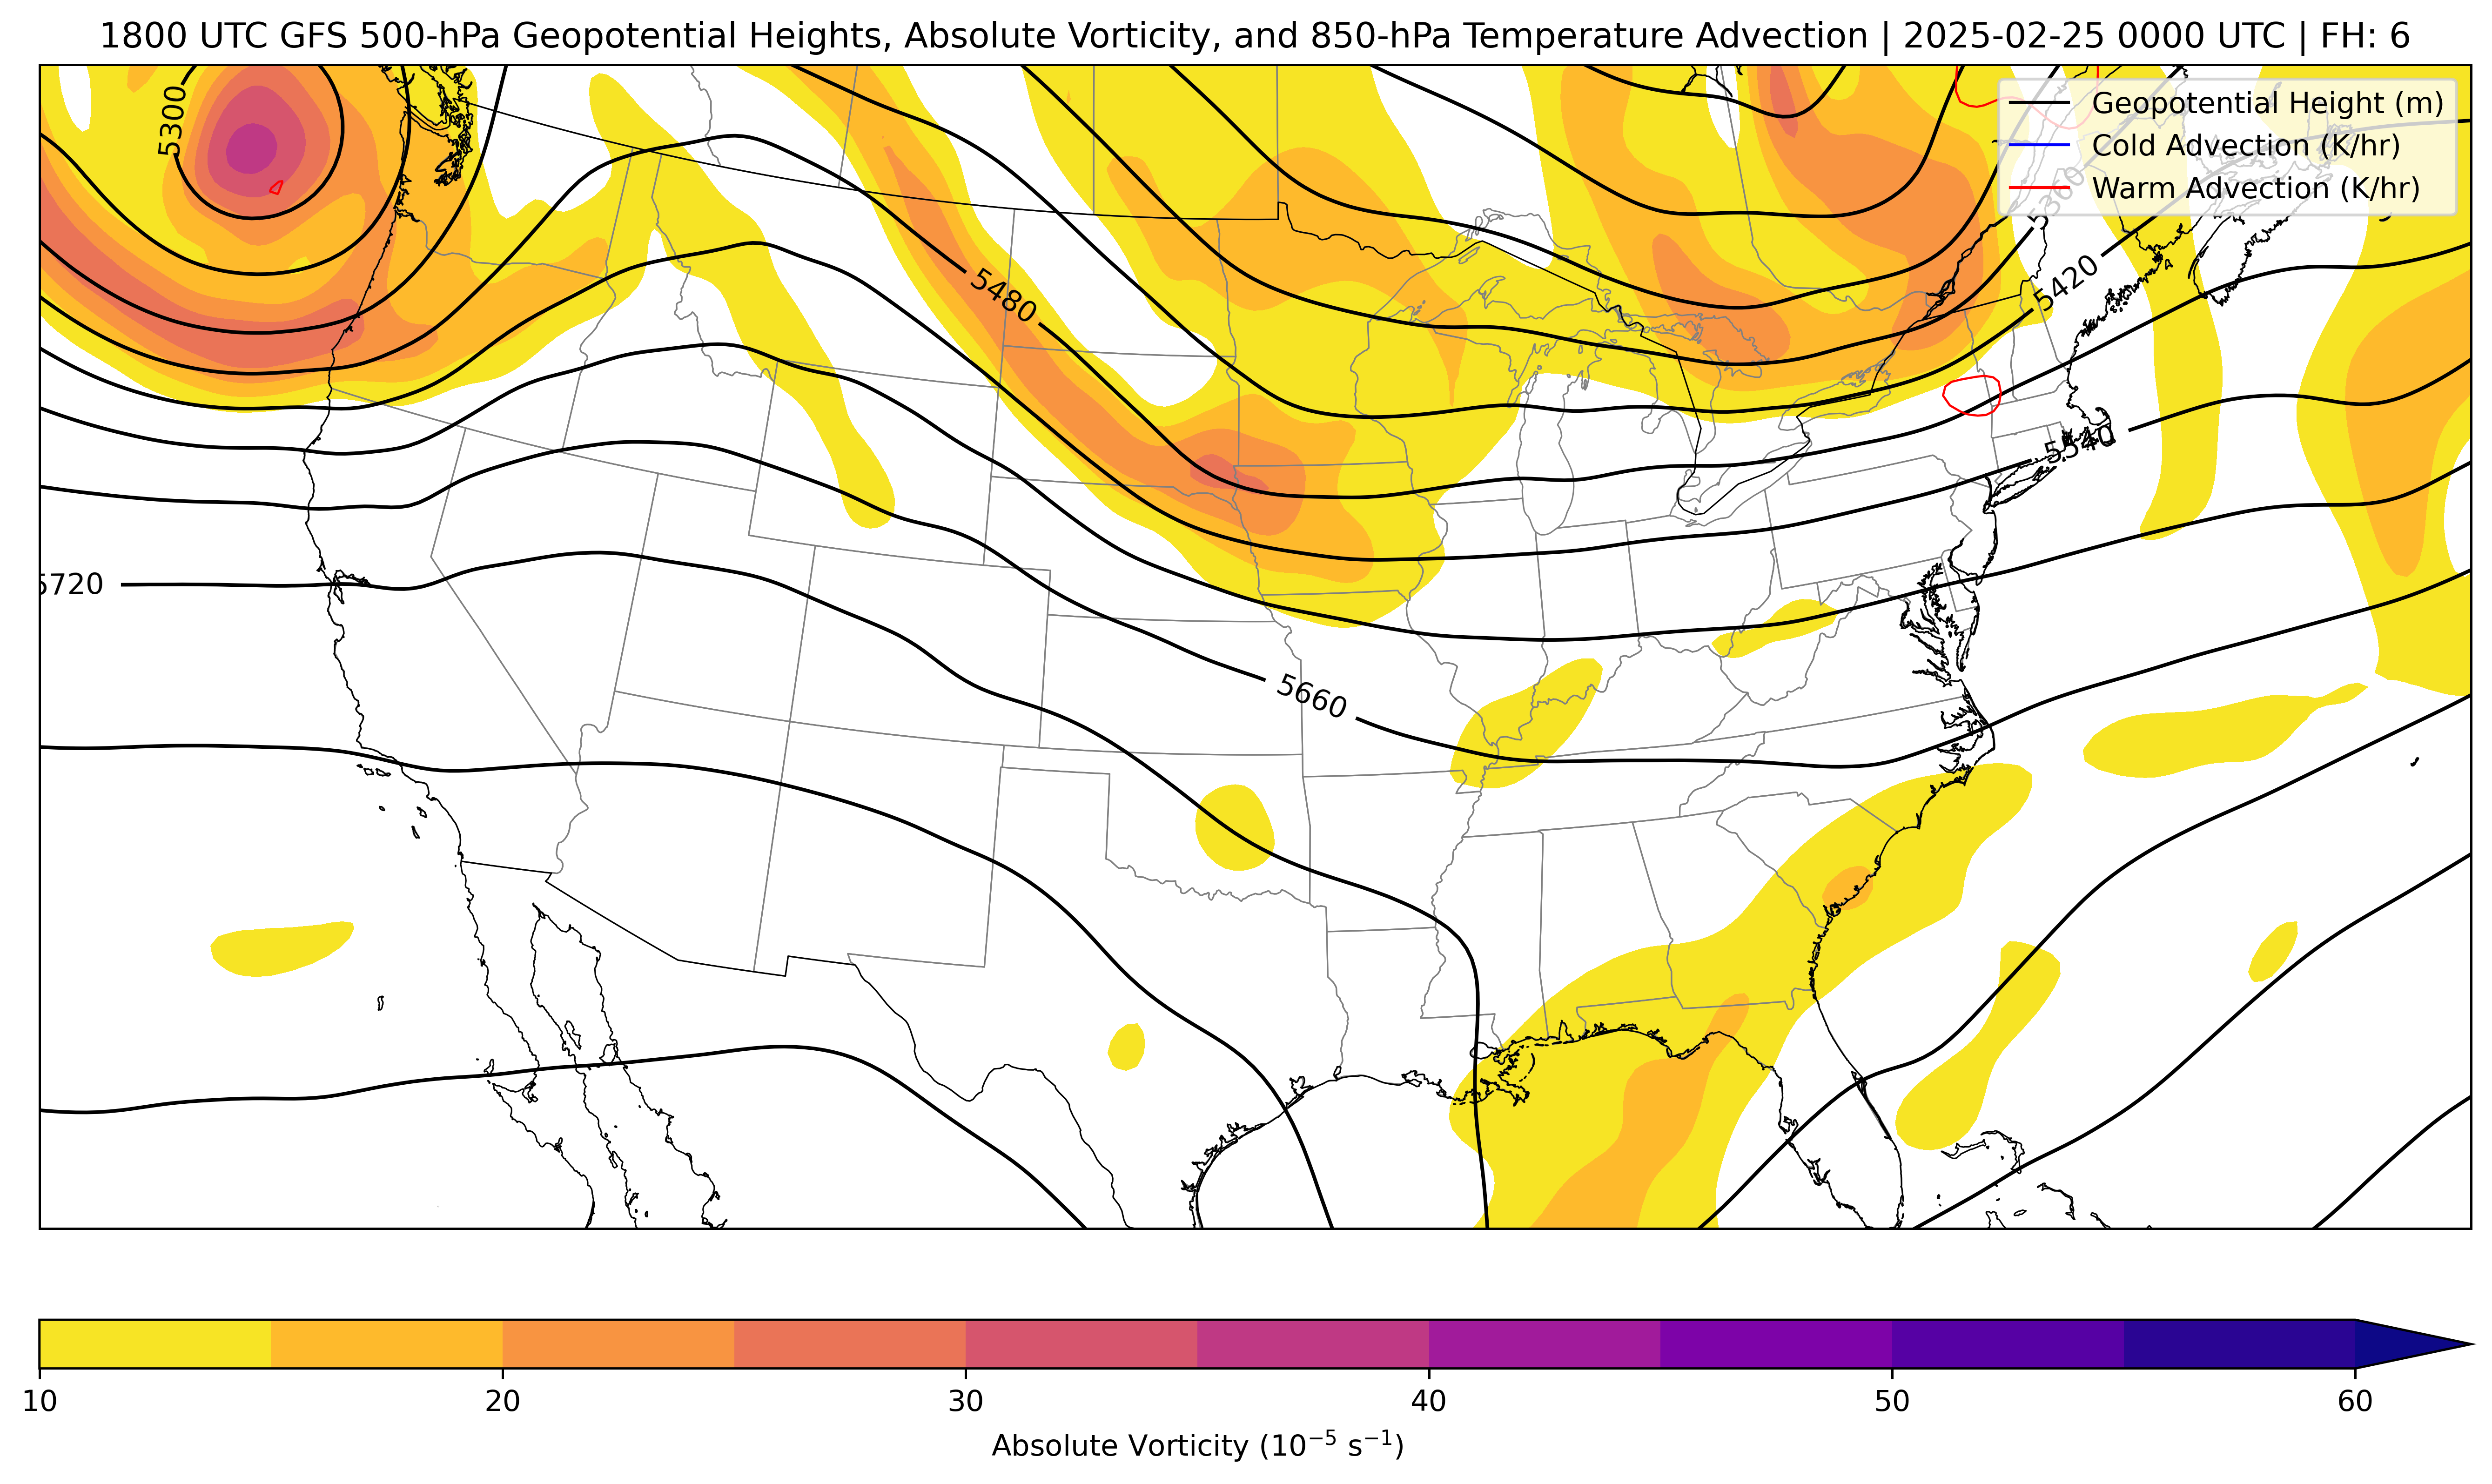 1800 UTC GFS 500-hPa Geopotential Heights, Absolute Vorticity, and 850-hPa Temperature Advection | 2025-02-25 0000 UTC | FH: 6
5300
Geopotential Height (m)
Cold Advection (K/hr)
Warm Advection (K/hr)
5360
5420
5480
5540
5720
5660
10 20 30 40 50 60
Absolute Vorticity (10⁻⁵ s⁻¹)